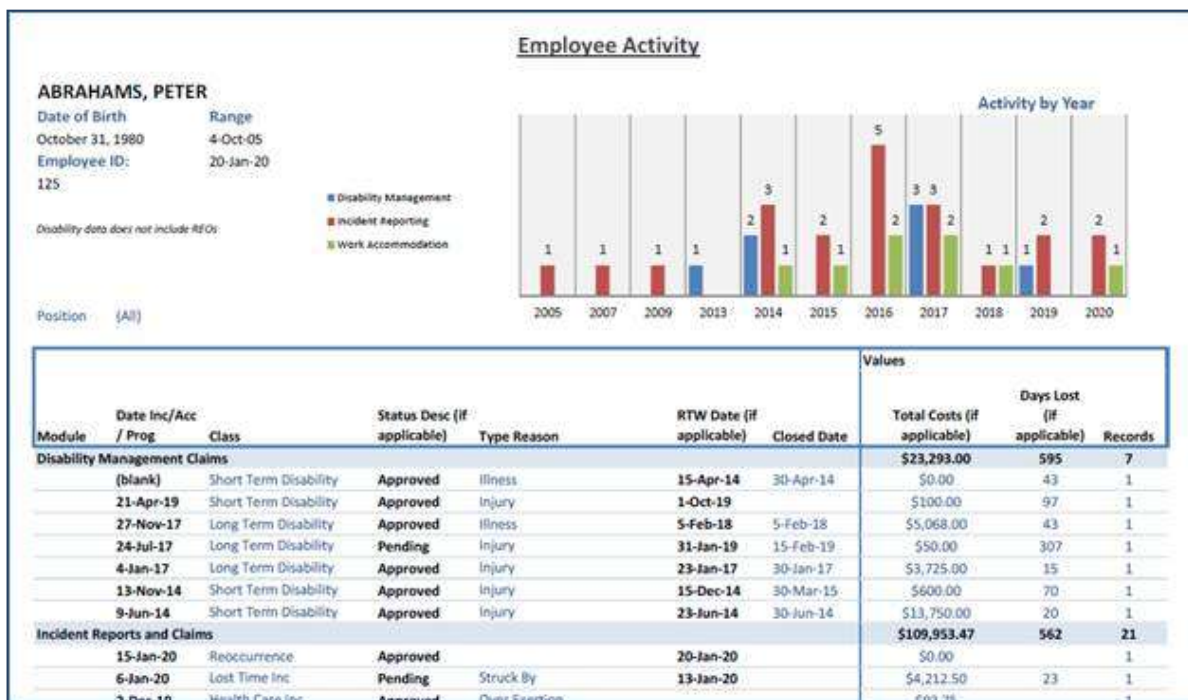 Employee Activity
ABRAHAMS, PETER
Date of Birth Range
October 31, 1980 4-Oct-05
Employee ID: 20-Jan-20
125
Disability data does not include REOs
Position (All)
Disability Management
Incident Reporting
Work Accommodation
Activity by Year
1 1 1 1 2 3 1 2 1 5 2 3 3 2 1 1 1 2 2 1
2005 2007 2009 2013 2014 2015 2016 2017 2018 2019 2020
Values
Module Date Inc/Acc / Prog Class Status Desc (if applicable) Type Reason RTW Date (if applicable) Closed Date Total Costs (if applicable) Days Lost (if applicable) Records
Disability Management Claims $23,293.00 595 7
(blank) Short Term Disability Approved Illness 15-Apr-14 30-Apr-14 $0.00 43 1
21-Apr-19 Short Term Disability Approved Injury 1-Oct-19 $100.00 97 1
27-Nov-17 Long Term Disability Approved Illness 5-Feb-18 5-Feb-18 $5,068.00 43 1
24-Jul-17 Long Term Disability Pending Injury 31-Jan-19 15-Feb-19 $50.00 307 1
4-Jan-17 Long Term Disability Approved Injury 23-Jan-17 30-Jan-17 $3,725.00 15 1
13-Nov-14 Short Term Disability Approved Injury 15-Dec-14 30-Mar-15 $600.00 70 1
9-Jun-14 Short Term Disability Approved Injury 23-Jun-14 30-Jun-14 $13,750.00 20 1
Incident Reports and Claims $109,953.47 562 21
15-Jan-20 Reoccurrence Approved 20-Jan-20 $0.00 1
6-Jan-20 Lost Time Inc Pending Struck By 13-Jan-20 $4,212.50 23 1